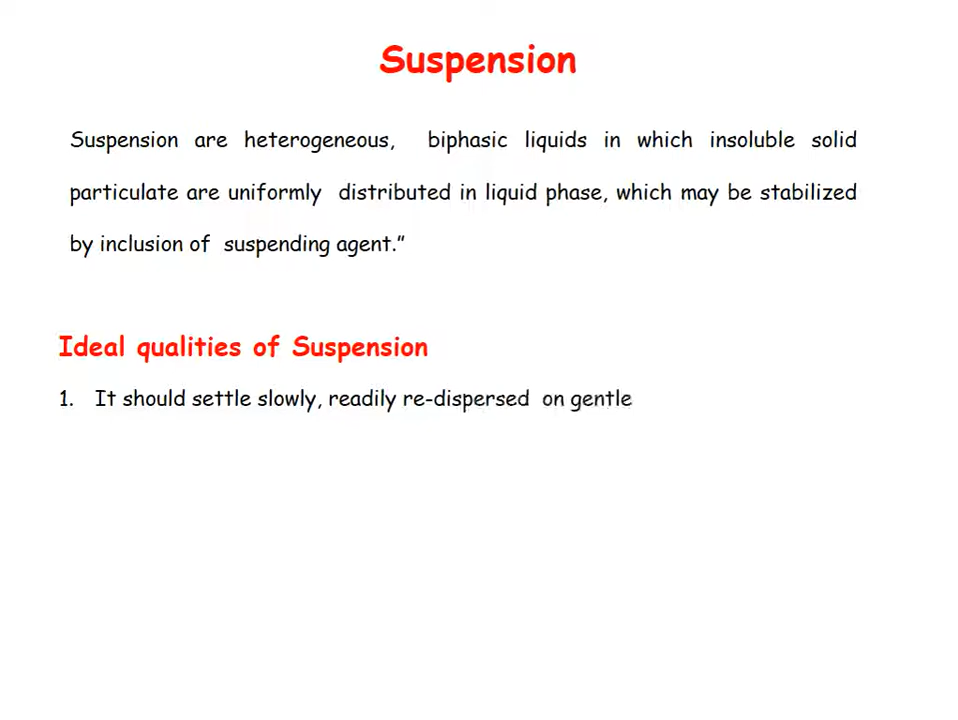 Suspension
Suspension are heterogeneous, biphasic liquids in which insoluble solid
particulate are uniformly distributed in liquid phase, which may be stabilized
by inclusion of suspending agent.”
Ideal qualities of Suspension
1. It should settle slowly, readily re-dispersed on gentle